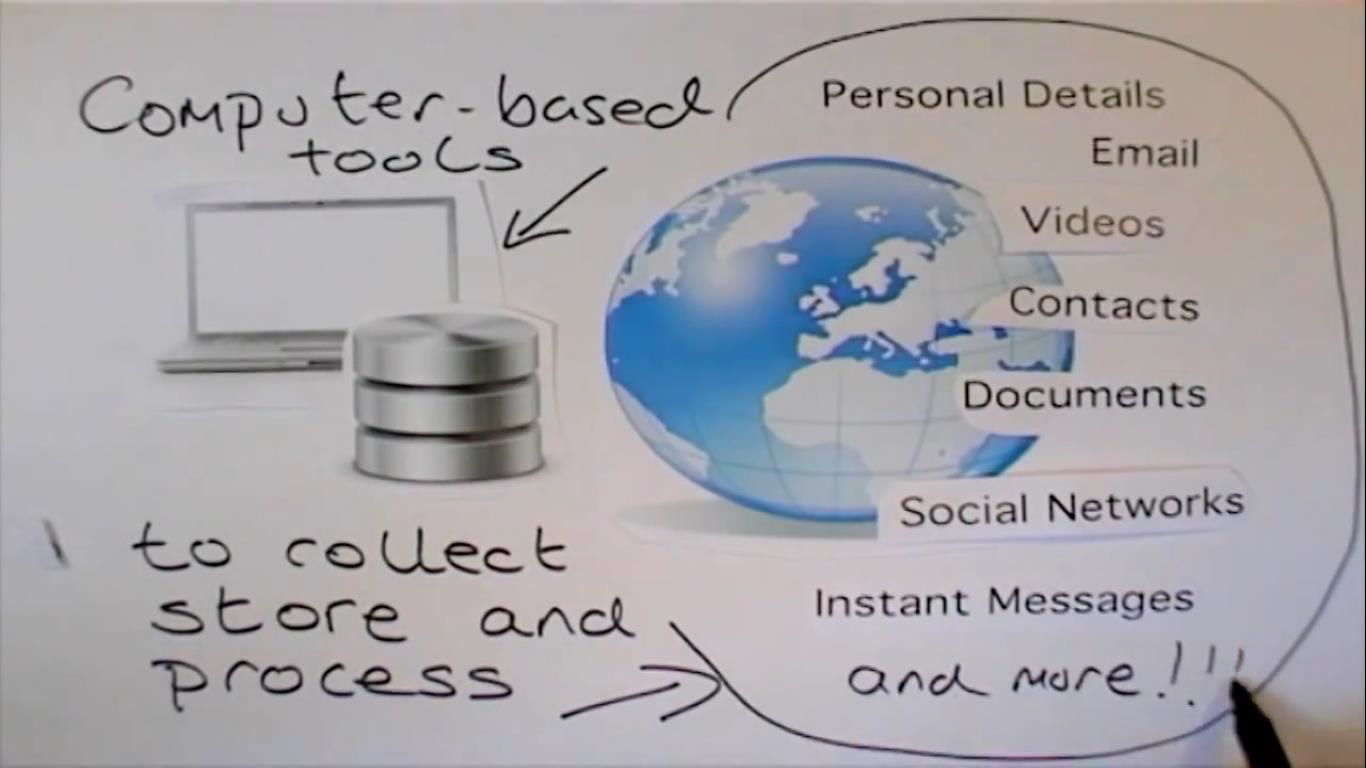 Computer-based
tools
to collect
store and
process
Personal Details
Email
Videos
Contacts
Documents
Social Networks
Instant Messages
and more!!!